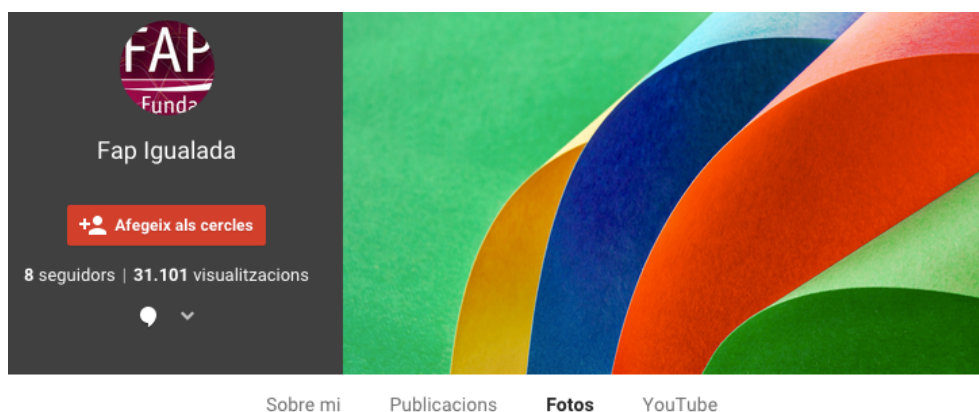 FAP
Funda
Fap Igualada
Afegeix als cercles
8 seguidors | 31.101 visualitzacions
Sobre mi Publicacions Fotos YouTube